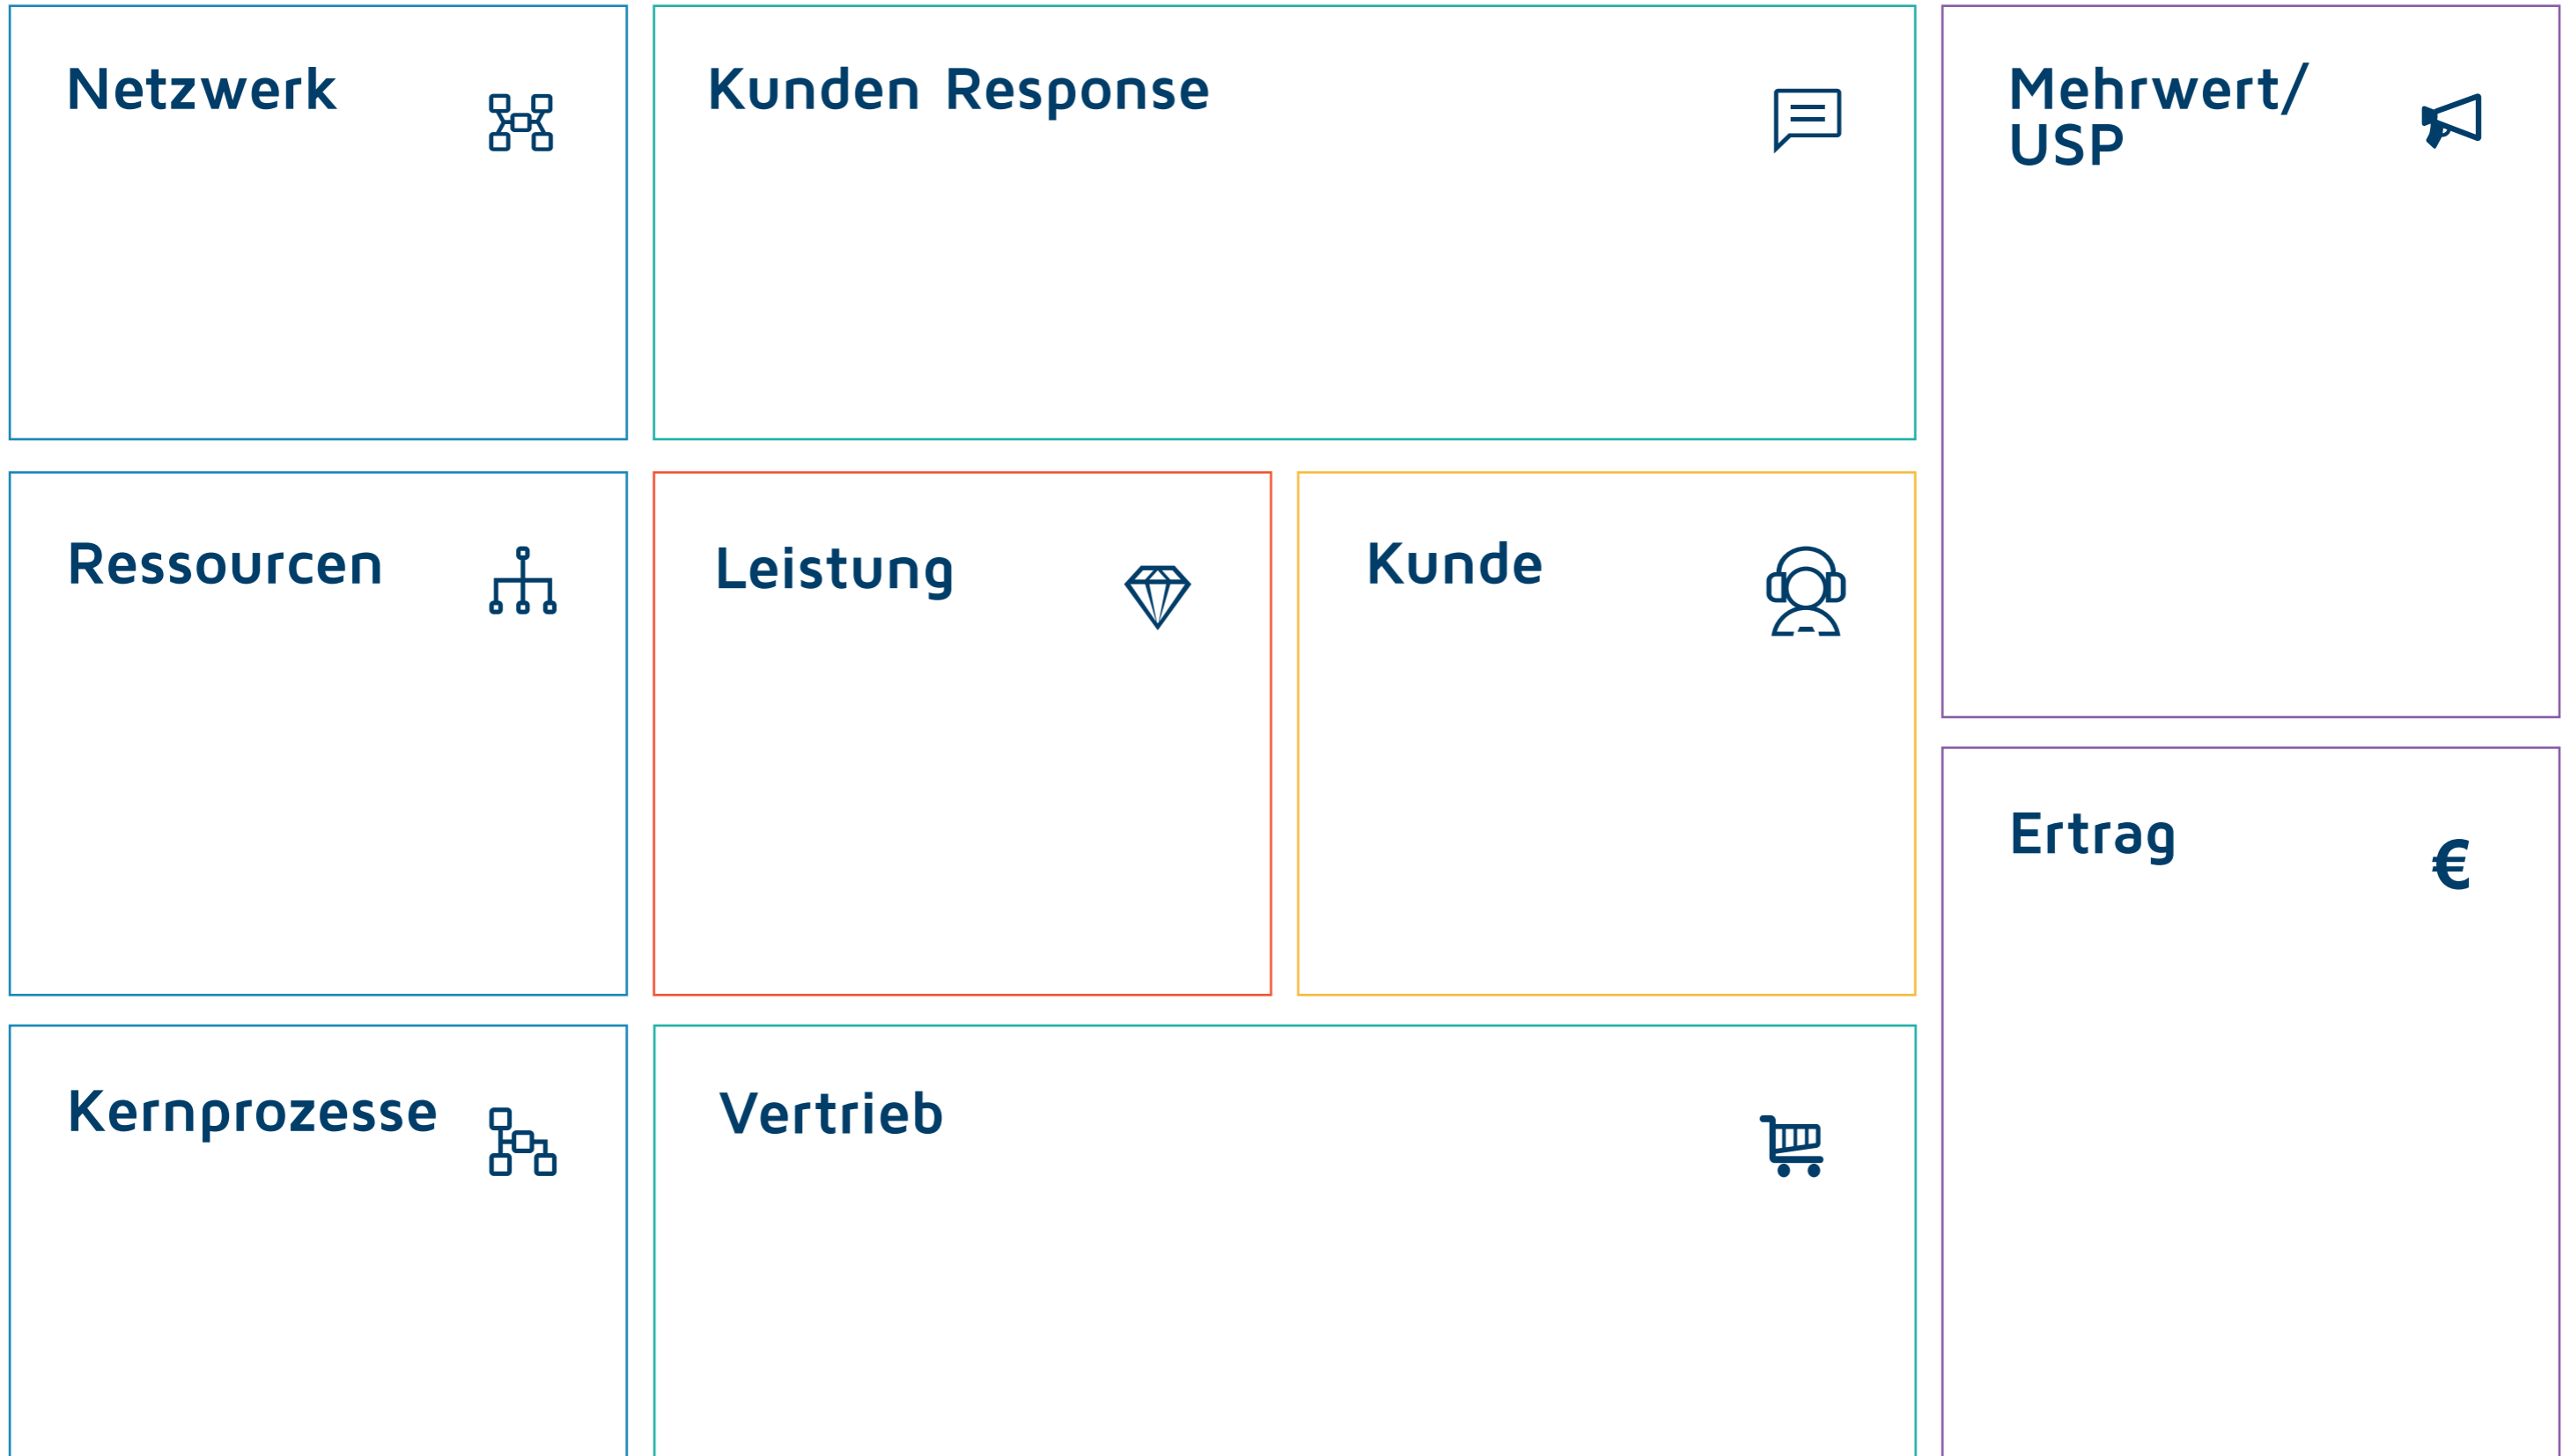 Netzwerk
Kunden Response
Mehrwert/
USP
Ressourcen
Leistung
Kunde
Ertrag
€
Kernprozesse
Vertrieb